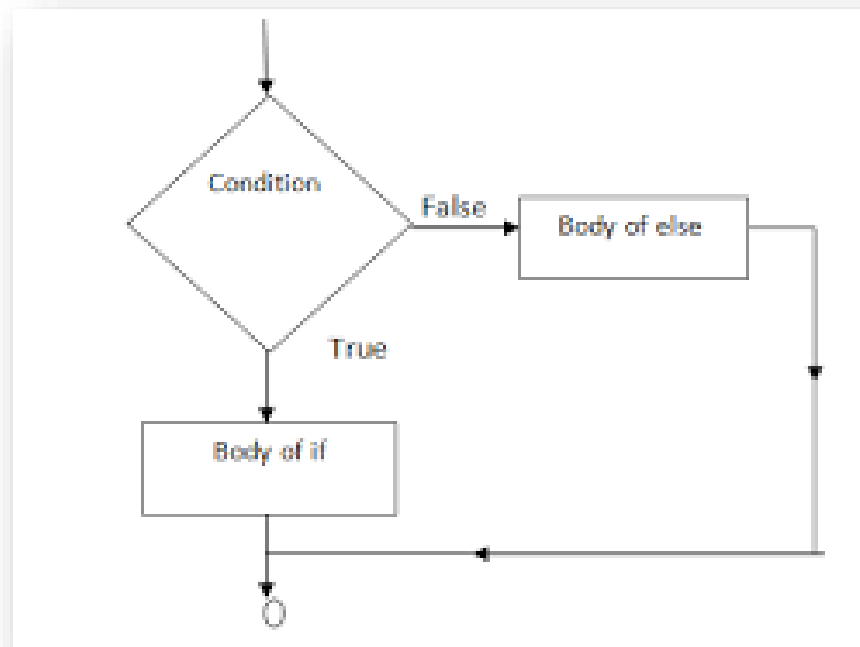 Condition
False
Body of else
True
Body of if